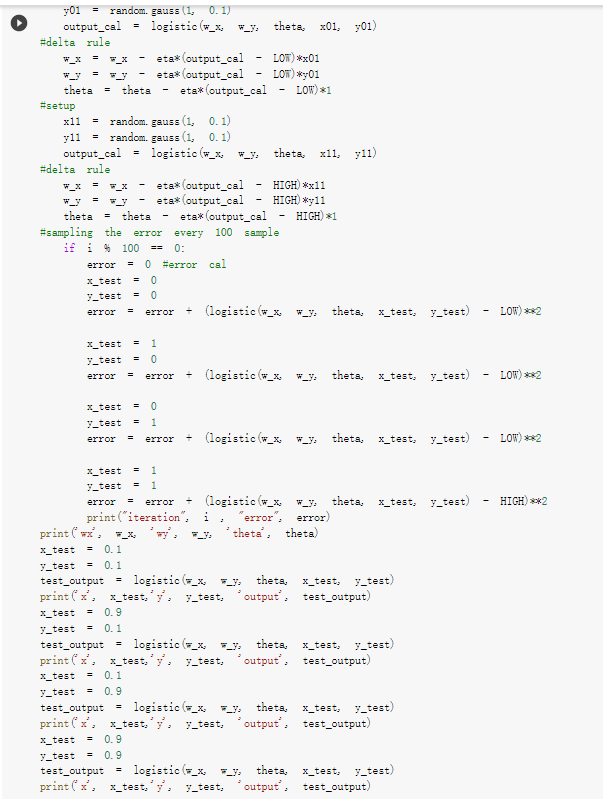 y01 = random.gauss(1, 0.1)
output_cal = logistic(w_x, w_y, theta, x01, y01)
#delta rule
w_x = w_x - eta*(output_cal - LOW)*x01
w_y = w_y - eta*(output_cal - LOW)*y01
theta = theta - eta*(output_cal - LOW)*1
#setup
x11 = random.gauss(1, 0.1)
y11 = random.gauss(1, 0.1)
output_cal = logistic(w_x, w_y, theta, x11, y11)
#delta rule
w_x = w_x - eta*(output_cal - HIGH)*x11
w_y = w_y - eta*(output_cal - HIGH)*y11
theta = theta - eta*(output_cal - HIGH)*1
#sampling the error every 100 sample
if i % 100 == 0:
error = 0 #error cal
x_test = 0
y_test = 0
error = error + (logistic(w_x, w_y, theta, x_test, y_test) - LOW)**2
x_test = 1
y_test = 0
error = error + (logistic(w_x, w_y, theta, x_test, y_test) - LOW)**2
x_test = 0
y_test = 1
error = error + (logistic(w_x, w_y, theta, x_test, y_test) - LOW)**2
x_test = 1
y_test = 1
error = error + (logistic(w_x, w_y, theta, x_test, y_test) - HIGH)**2
print("iteration", i , "error", error)
print('wx', w_x, 'wy', w_y, 'theta', theta)
x_test = 0.1
y_test = 0.1
test_output = logistic(w_x, w_y, theta, x_test, y_test)
print('x', x_test,'y', y_test, 'output', test_output)
x_test = 0.9
y_test = 0.1
test_output = logistic(w_x, w_y, theta, x_test, y_test)
print('x', x_test,'y', y_test, 'output', test_output)
x_test = 0.1
y_test = 0.9
test_output = logistic(w_x, w_y, theta, x_test, y_test)
print('x', x_test,'y', y_test, 'output', test_output)
x_test = 0.9
y_test = 0.9
test_output = logistic(w_x, w_y, theta, x_test, y_test)
print('x', x_test,'y', y_test, 'output', test_output)